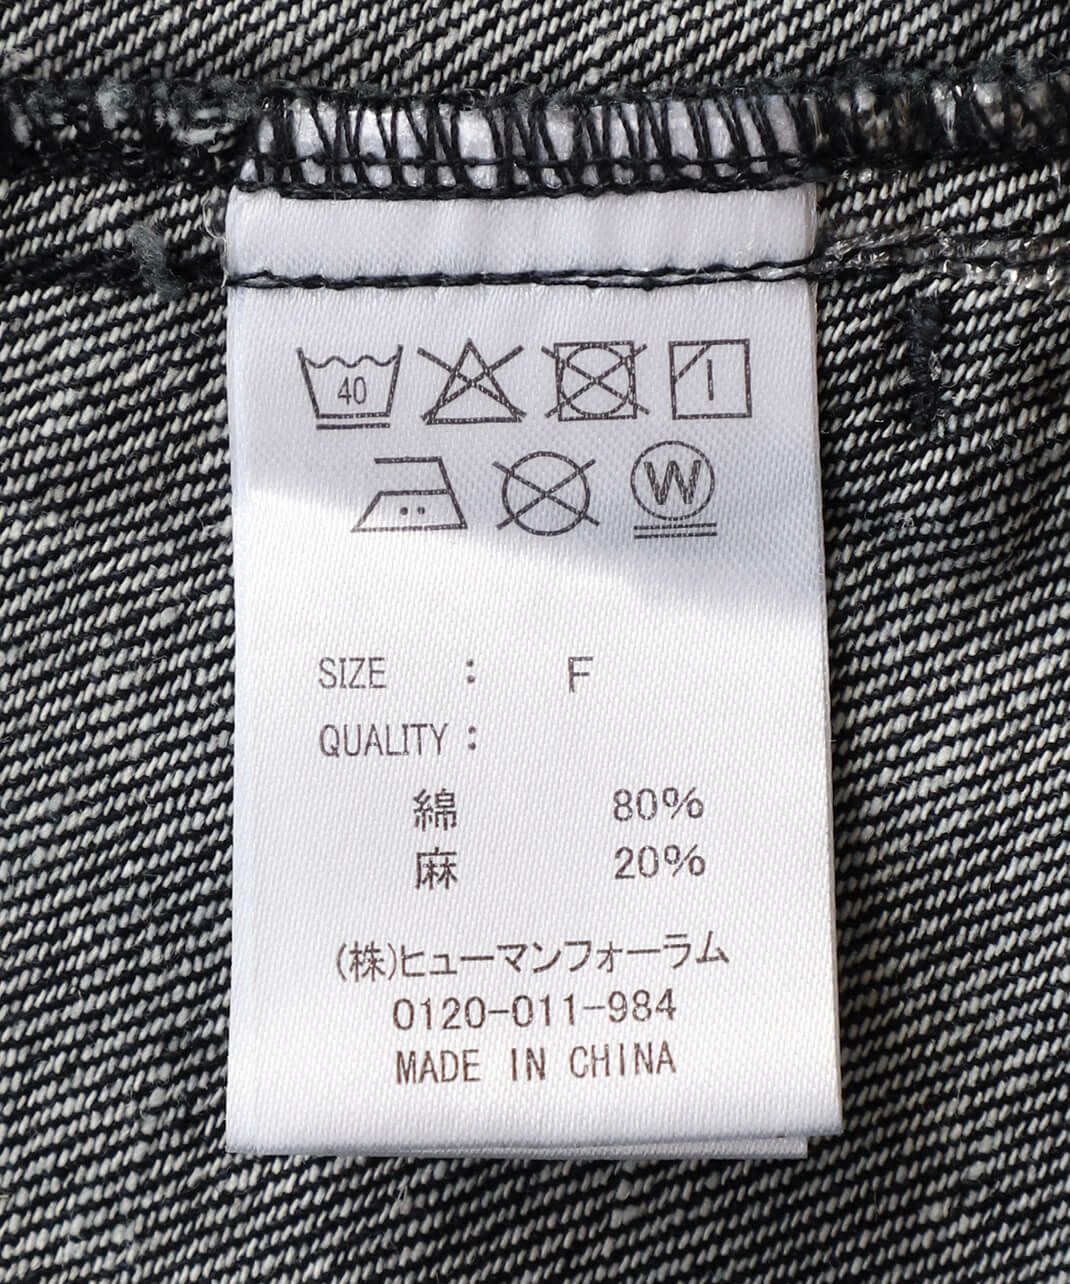 40
W
SIZE : F
QUALITY :
綿 80%
麻 20%
(株)ヒューマンフォーラム
0120-011-984
MADE IN CHINA